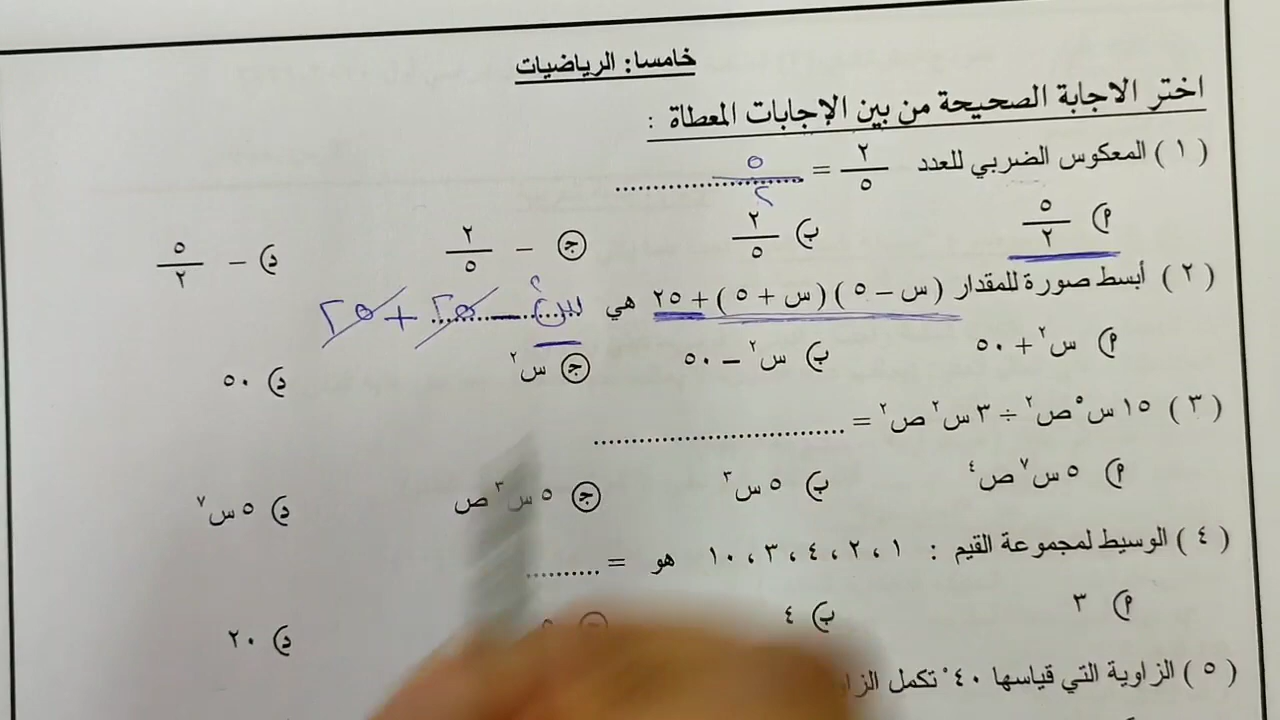 خامسا: الرياضيات
اختر الاجابة الصحيحة من بين الإجابات المعطاة :
( ١ ) المعكوس الضربي للعدد ٢/٥ = ٥/٢ ..............
أ) ٥/٢ ب) ٢/٥ ج) – ٢/٥ د) – ٥/٢
( ٢ ) أبسط صورة للمقدار (س – ٥)(س + ٥) + ٢٥ هي س٢ – ٢٥ + ٢٥
أ) س٢ + ٥٠ ب) س٢ – ٥٠ ج) س٢ د) ٥٠
( ٣ ) ١٥ س٥ ص٢ ÷ ٣ س٢ ص٢ = ..............................
أ) ٥ س٧ ص٤ ب) ٥ س٣ ج) ٥ س٣ ص د) ٥ س٧
( ٤ ) الوسيط لمجموعة القيم : ١ ، ٢ ، ٤ ، ٣ ، ١٠ هو = ..........
أ) ٣ ب) ٤ د) ٢٠
( ٥ ) الزاوية التي قياسها ٤٠° تكمل